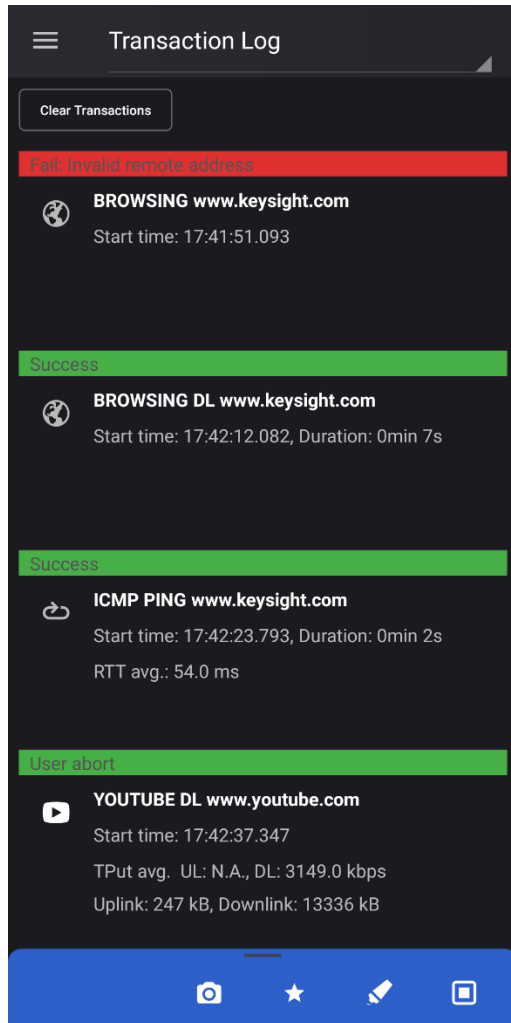 Transaction Log
Clear Transactions
Fail: Invalid remote address
BROWSING www.keysight.com
Start time: 17:41:51.093
Success
BROWSING DL www.keysight.com
Start time: 17:42:12.082, Duration: 0min 7s
Success
ICMP PING www.keysight.com
Start time: 17:42:23.793, Duration: 0min 2s
RTT avg.: 54.0 ms
User abort
YOUTUBE DL www.youtube.com
Start time: 17:42:37.347
TPut avg.  UL: N.A., DL: 3149.0 kbps
Uplink: 247 kB, Downlink: 13336 kB